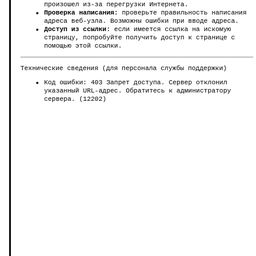 произошел из-за перегрузки Интернета.
Проверка написания: проверьте правильность написания
адреса веб-узла. Возможны ошибки при вводе адреса.
Доступ из ссылки: если имеется ссылка на искомую
страницу, попробуйте получить доступ к странице с
помощью этой ссылки.
Технические сведения (для персонала службы поддержки)
Код ошибки: 403 Запрет доступа. Сервер отклонил
указанный URL-адрес. Обратитесь к администратору
сервера. (12202)